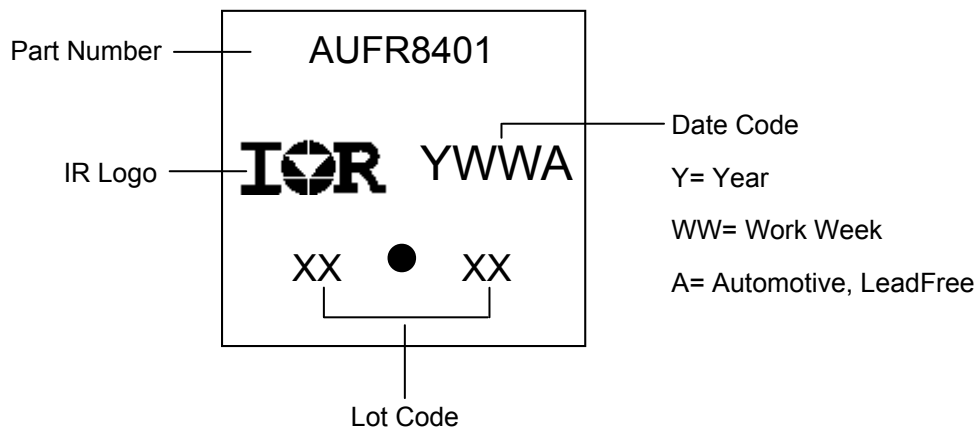 Part Number
AUFR8401
IR Logo
IOR
YWWA
Date Code
Y= Year
WW= Work Week
A= Automotive, LeadFree
XX
XX
Lot Code